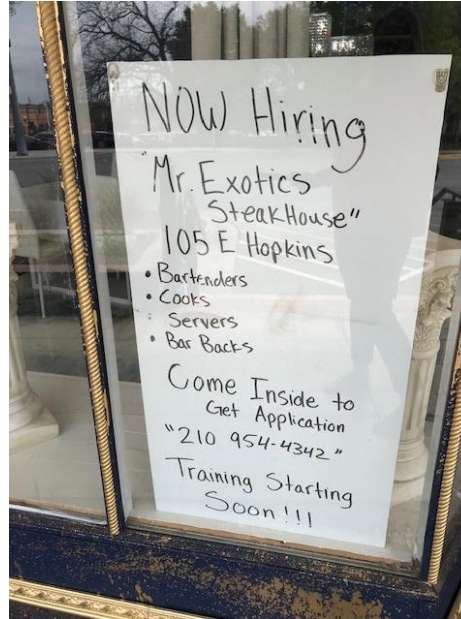 NOW Hiring
"Mr. Exotics
SteakHouse"
105 E Hopkins
• Bartenders
• Cooks
• Servers
• Bar Backs
Come Inside to
Get Application
"210 954-4342"
Training Starting
Soon!!!